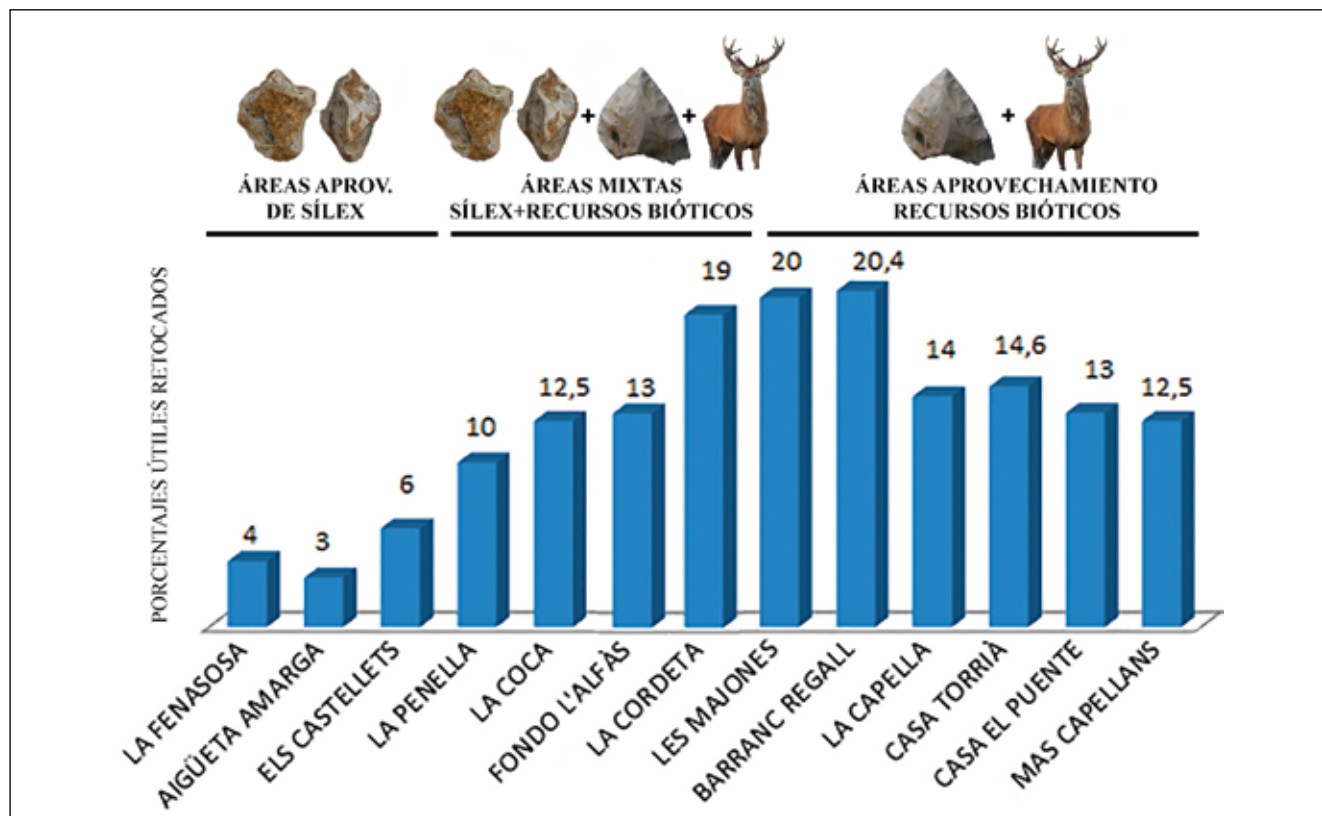 + + +
ÁREAS APROV.
DE SÍLEX
ÁREAS MIXTAS
SÍLEX+RECURSOS BIÓTICOS
ÁREAS APROVECHAMIENTO
RECURSOS BIÓTICOS
PORCENTAJES ÚTILES RETOCADOS
4
3
6
10
12,5
13
19
20
20,4
14
14,6
13
12,5
LA FENASOSA
AIGÜETA AMARGA
ELS CASTELLETS
LA PENELLA
LA COCA
FONDO L'ALFÀS
LA CORDETA
LES MAJONES
BARRANC REGALL
LA CAPELLA
CASA TORRIÀ
CASA EL PUENTE
MAS CAPELLANS